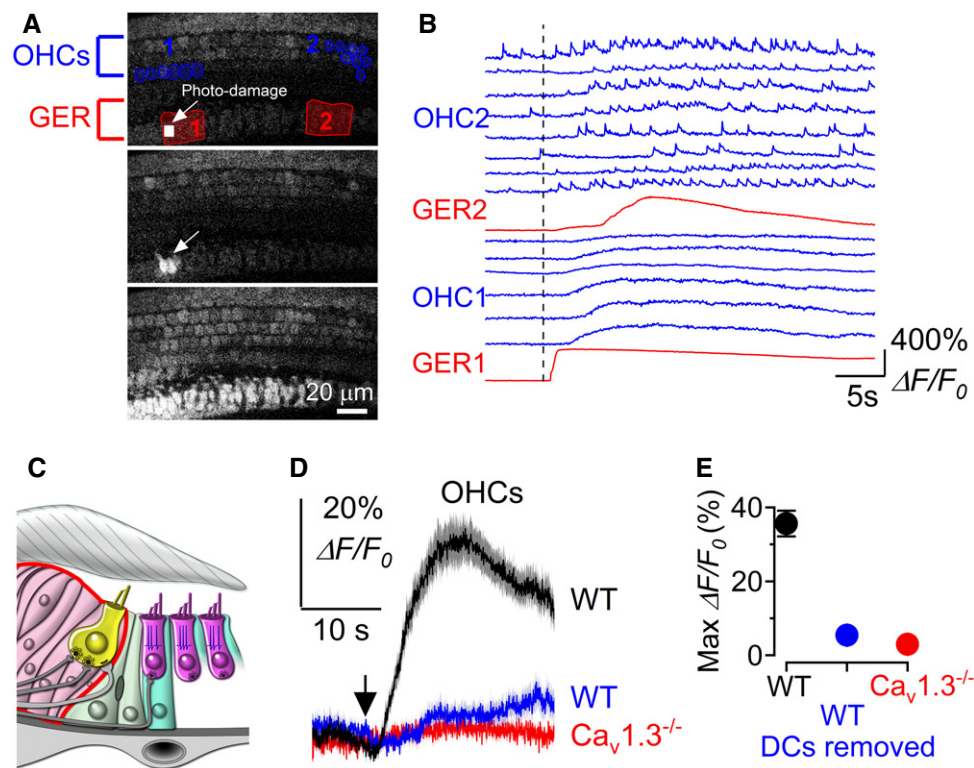 A
OHCs
GER
1
2
Photo-damage
1
2
20 μm
B
OHC2
GER2
OHC1
GER1
400%
ΔF/F₀
5s
C
D
20%
ΔF/F₀
10 s
OHCs
WT
WT
Caᵥ1.3⁻/⁻
E
Max ΔF/F₀ (%)
40
20
0
WT
Caᵥ1.3⁻/⁻
WT
DCs removed